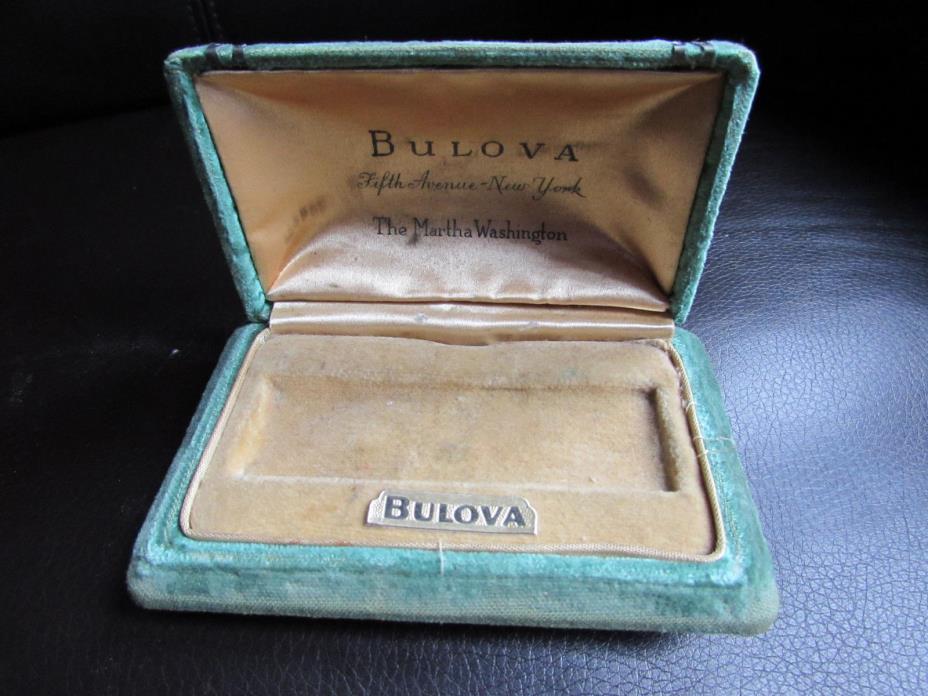 BULOVA
Fifth Avenue-New York
The Martha Washington
BULOVA